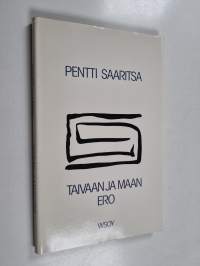 PENTTI SAARITSA
TAIVAAN JA MAAN
ERO
WSOY